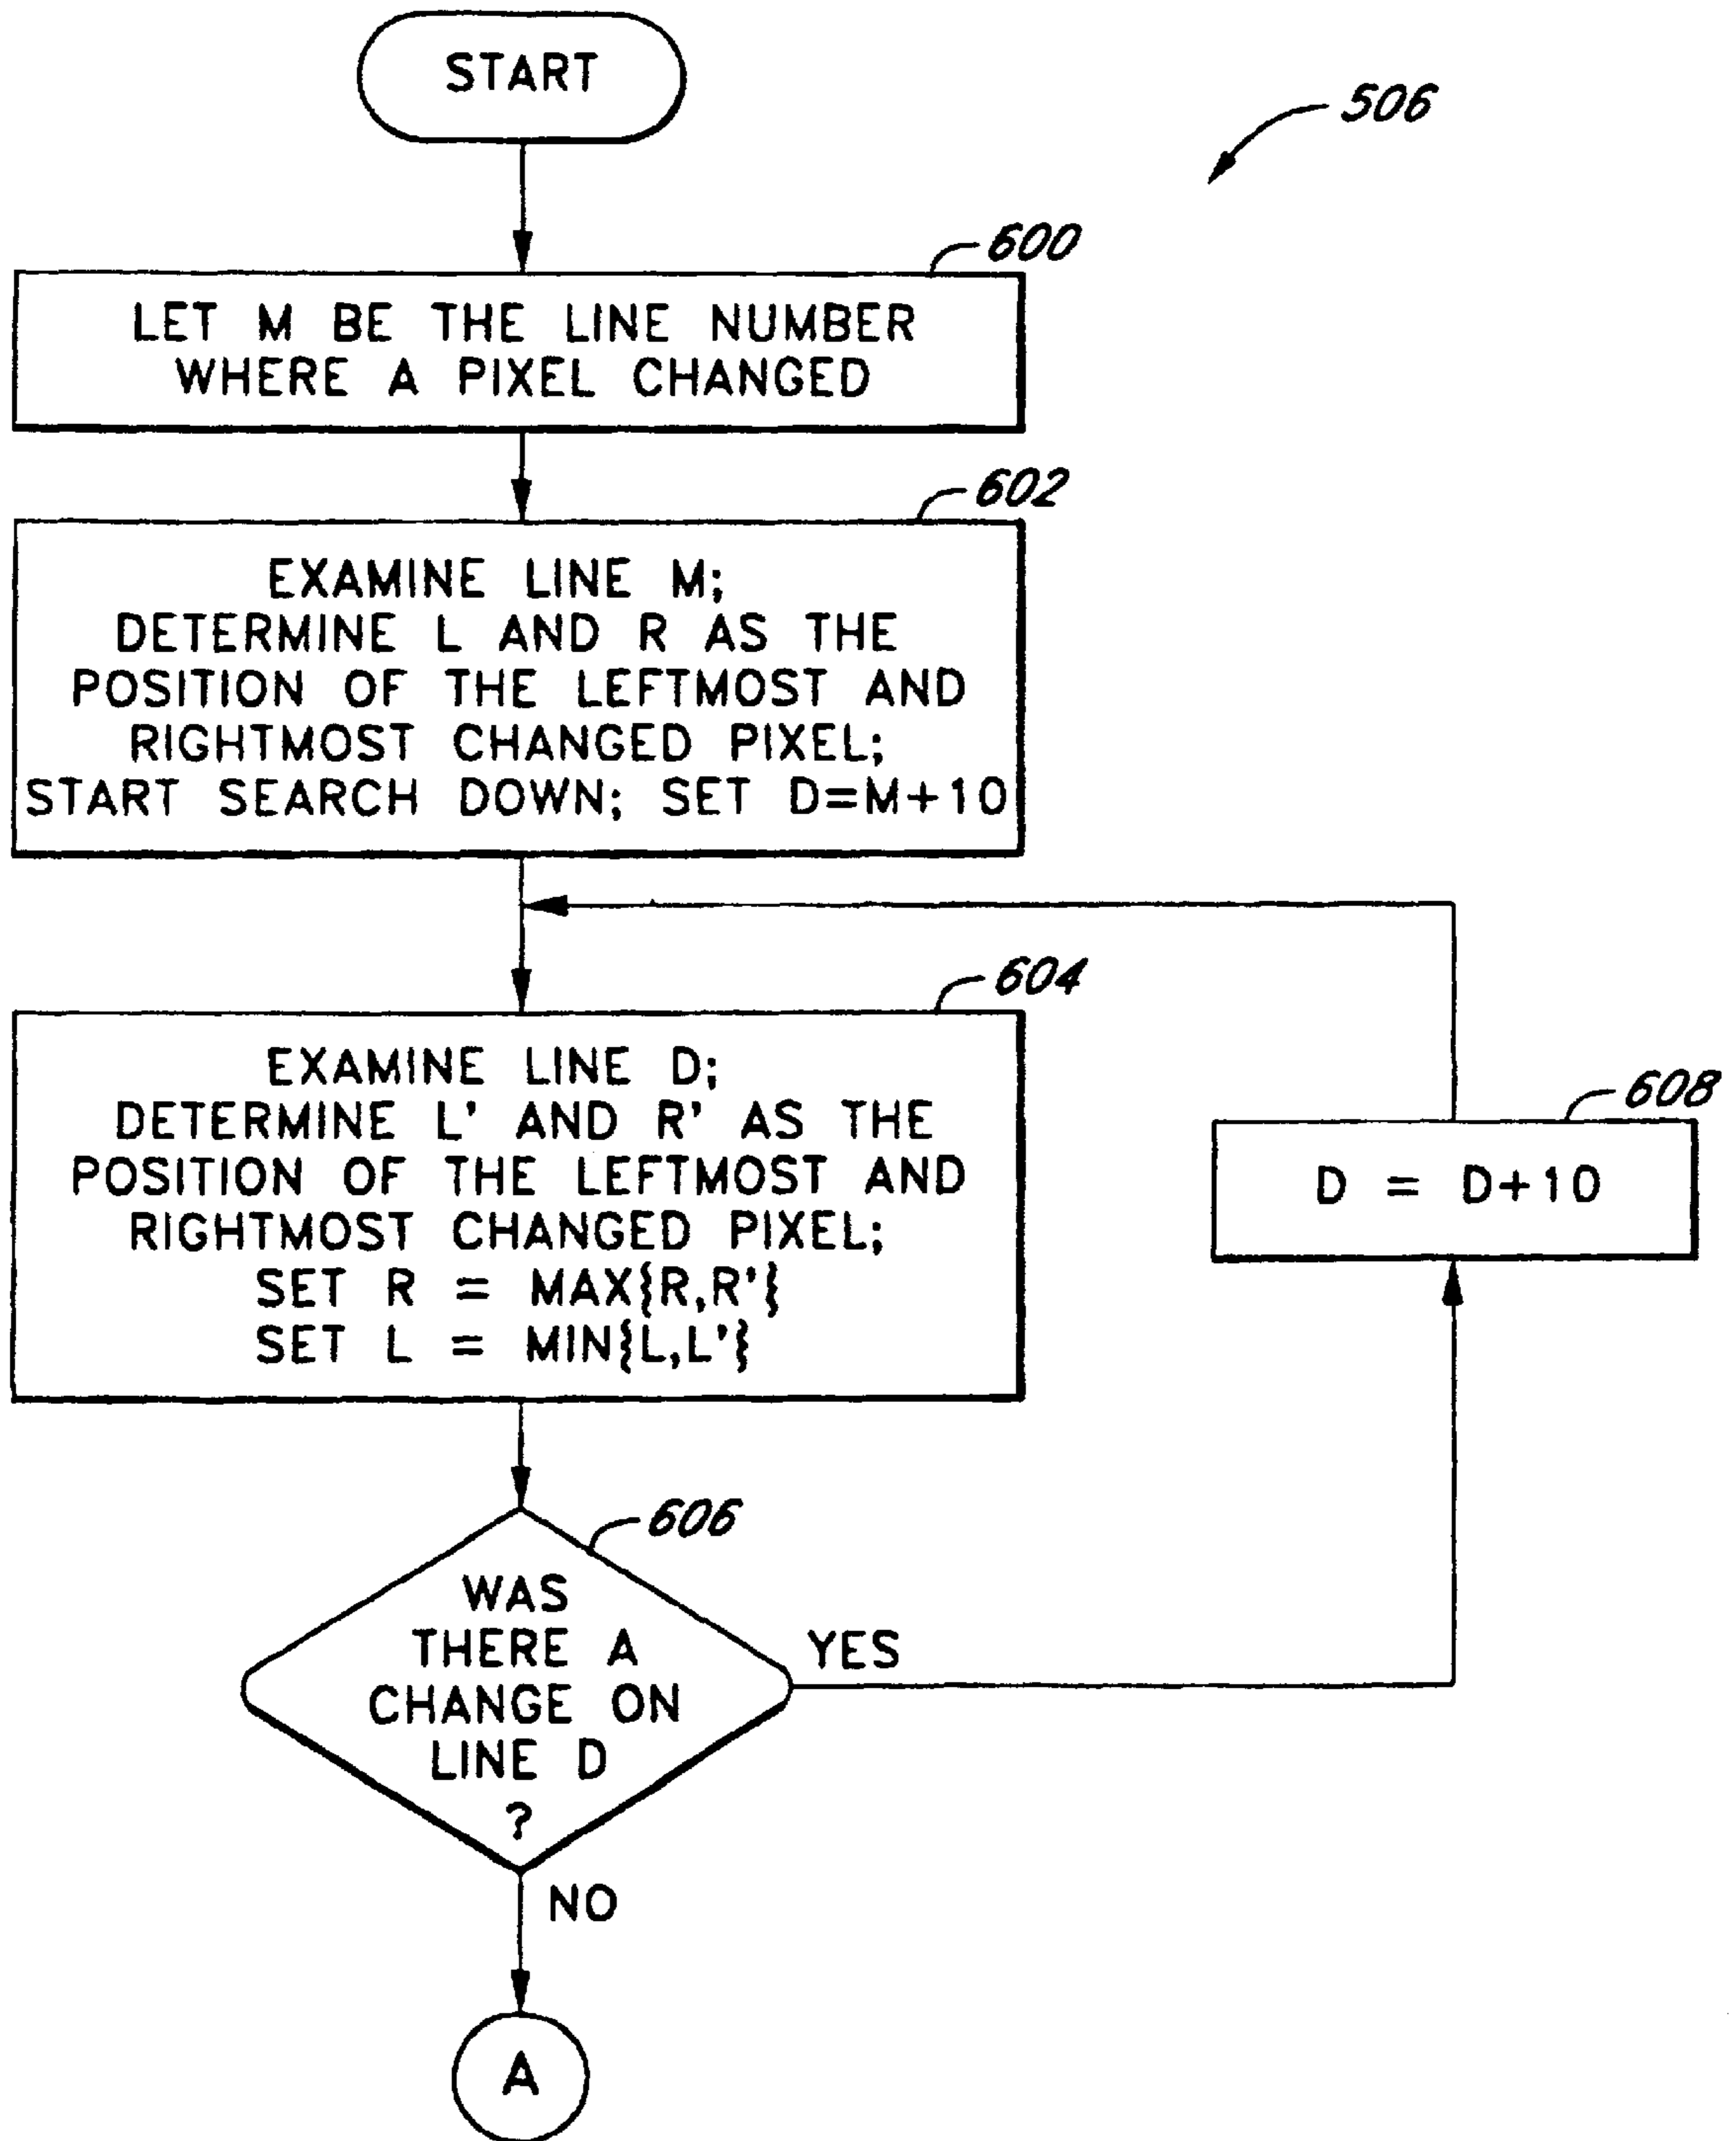 START
506
600
LET M BE THE LINE NUMBER
WHERE A PIXEL CHANGED
602
EXAMINE LINE M;
DETERMINE L AND R AS THE
POSITION OF THE LEFTMOST AND
RIGHTMOST CHANGED PIXEL;
START SEARCH DOWN; SET D=M+10
604
EXAMINE LINE D;
DETERMINE L' AND R' AS THE
POSITION OF THE LEFTMOST AND
RIGHTMOST CHANGED PIXEL;
SET R = MAX{R,R'}
SET L = MIN{L,L'}
608
D = D+10
606
WAS
THERE A
CHANGE ON
LINE D
?
YES
NO
A